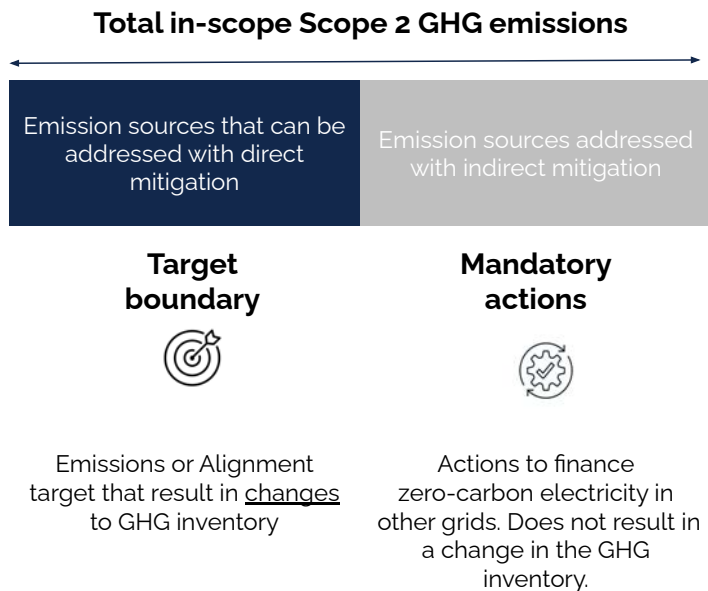 Total in-scope Scope 2 GHG emissions
Emission sources that can be
addressed with direct
mitigation
Emission sources addressed
with indirect mitigation
Target
boundary
Mandatory
actions
Emissions or Alignment
target that result in changes
to GHG inventory
Actions to finance
zero-carbon electricity in
other grids. Does not result in
a change in the GHG
inventory.